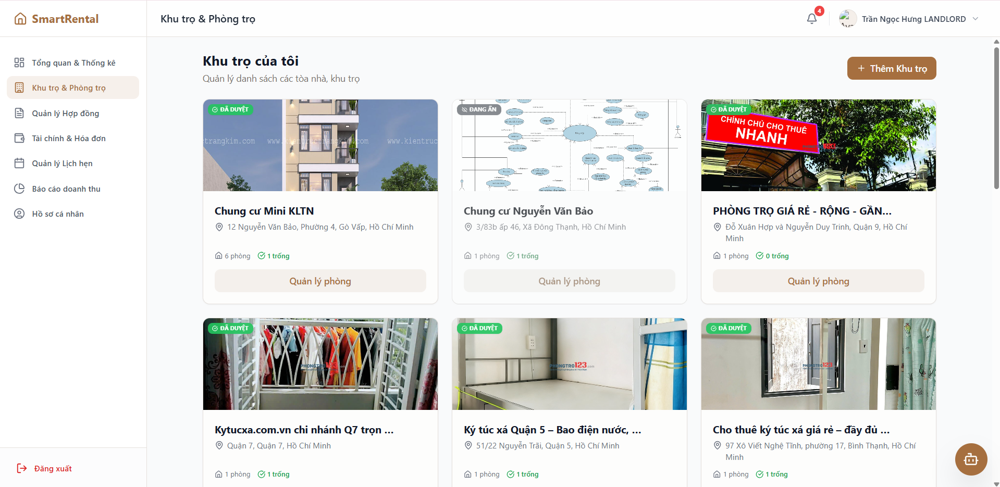 SmartRental
Khu trọ & Phòng trọ
4
Trần Ngọc Hưng LANDLORD
Tổng quan & Thống kê
Khu trọ & Phòng trọ
Quản lý Hợp đồng
Tài chính & Hóa đơn
Quản lý Lịch hẹn
Báo cáo doanh thu
Hồ sơ cá nhân
Đăng xuất
Khu trọ của tôi
Quản lý danh sách các tòa nhà, khu trọ
+ Thêm Khu trọ
ĐÃ DUYỆT
ctrangkim.com www.kientructrangkim.com www.kientruc
Chung cư Mini KLTN
12 Nguyễn Văn Bảo, Phường 4, Gò Vấp, Hồ Chí Minh
6 phòng 1 trống
Quản lý phòng
ĐANG ẨN
Chung cư Nguyễn Văn Bảo
3/83b ấp 46, Xã Đông Thạnh, Hồ Chí Minh
1 phòng 1 trống
Quản lý phòng
ĐÃ DUYỆT
CHÍNH CHỦ CHO THUÊ
NHANH
PHÒNG TRỌ GIÁ RẺ - RỘNG - GẦN...
Đỗ Xuân Hợp và Nguyễn Duy Trinh, Quận 9, Hồ Chí
Minh
1 phòng 0 trống
Quản lý phòng
ĐÃ DUYỆT
PHONGTRO123.com
Kytucxa.com.vn chi nhánh Q7 trọn ...
Quận 7, Quận 7, Hồ Chí Minh
1 phòng 1 trống
ĐÃ DUYỆT
PHONGTRO123.com
Ký túc xá Quận 5 – Bao điện nước, ...
51/22 Nguyễn Trãi, Quận 5, Hồ Chí Minh
1 phòng 1 trống
ĐÃ DUYỆT
PHONGTRO123
Cho thuê ký túc xá giá rẻ – đầy đủ ...
97 Xô Viết Nghệ Tĩnh, phường 17, Bình Thạnh, Hồ Chí
Minh
1 phòng 1 trống